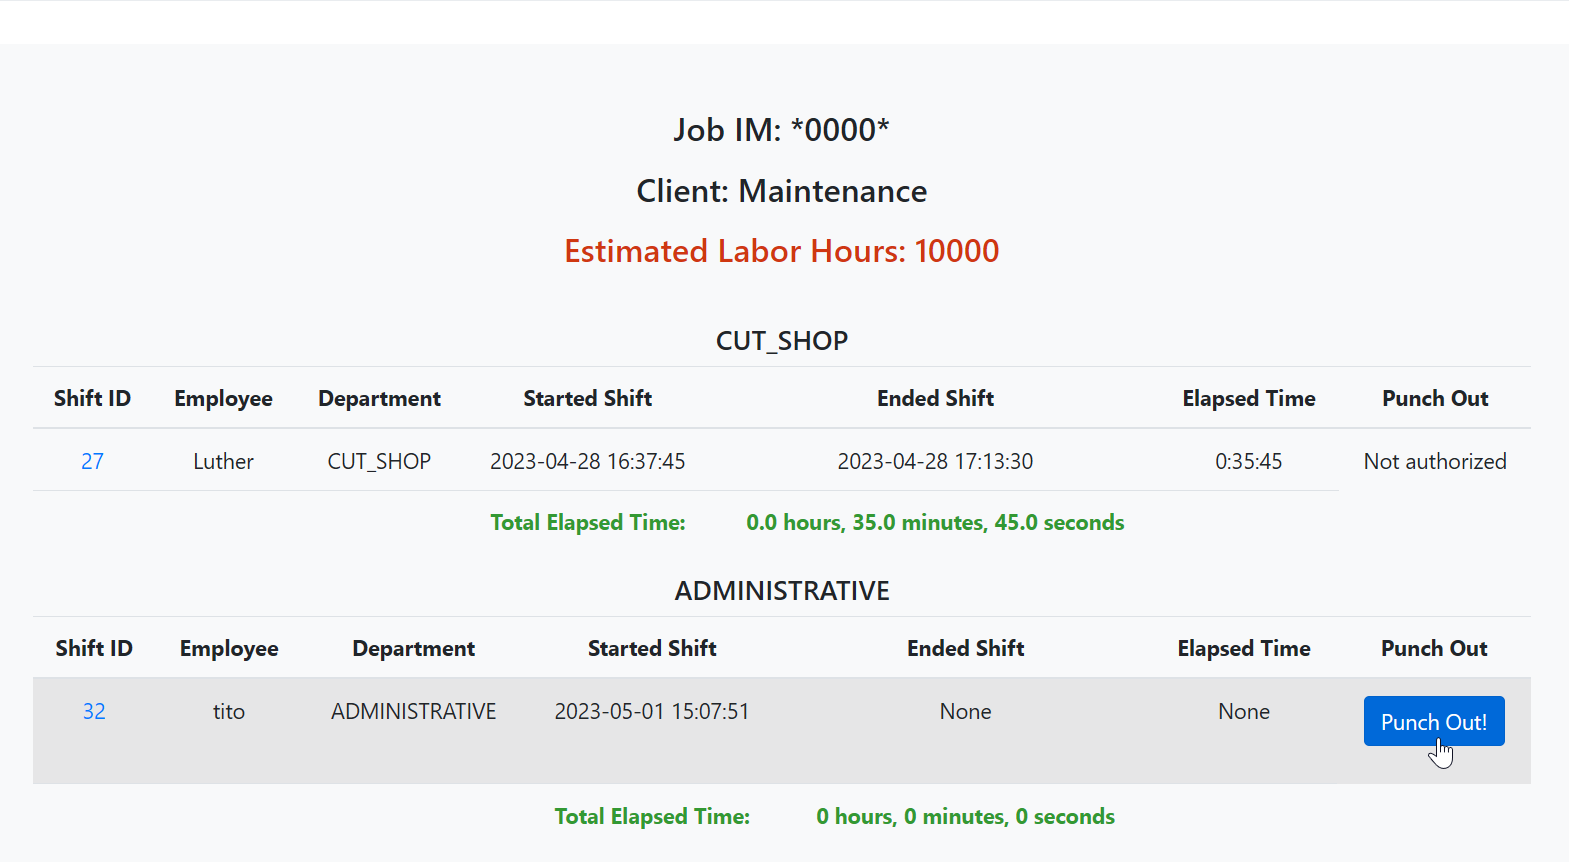 Job IM: *0000*
Client: Maintenance
Estimated Labor Hours: 10000
CUT_SHOP
Shift ID Employee Department Started Shift Ended Shift Elapsed Time Punch Out
27 Luther CUT_SHOP 2023-04-28 16:37:45 2023-04-28 17:13:30 0:35:45 Not authorized
Total Elapsed Time: 0.0 hours, 35.0 minutes, 45.0 seconds
ADMINISTRATIVE
Shift ID Employee Department Started Shift Ended Shift Elapsed Time Punch Out
32 tito ADMINISTRATIVE 2023-05-01 15:07:51 None None Punch Out!
Total Elapsed Time: 0 hours, 0 minutes, 0 seconds